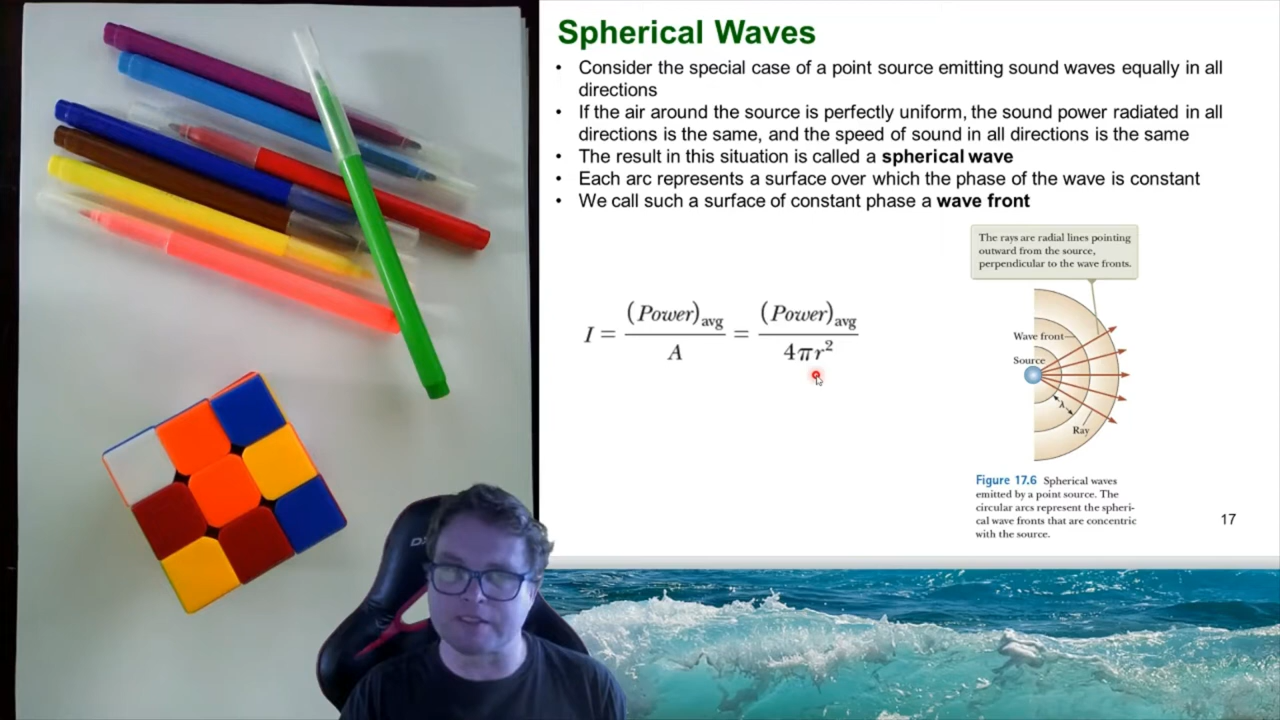 Spherical Waves
• Consider the special case of a point source emitting sound waves equally in all
directions
• If the air around the source is perfectly uniform, the sound power radiated in all
directions is the same, and the speed of sound in all directions is the same
• The result in this situation is called a spherical wave
• Each arc represents a surface over which the phase of the wave is constant
• We call such a surface of constant phase a wave front
The rays are radial lines pointing
outward from the source,
perpendicular to the wave fronts.
I = (Power)avg / A = (Power)avg / 4πr²
Wave front
Source
λ
Ray
Figure 17.6 Spherical waves
emitted by a point source. The
circular arcs represent the spheri-
cal wave fronts that are concentric
with the source.
17